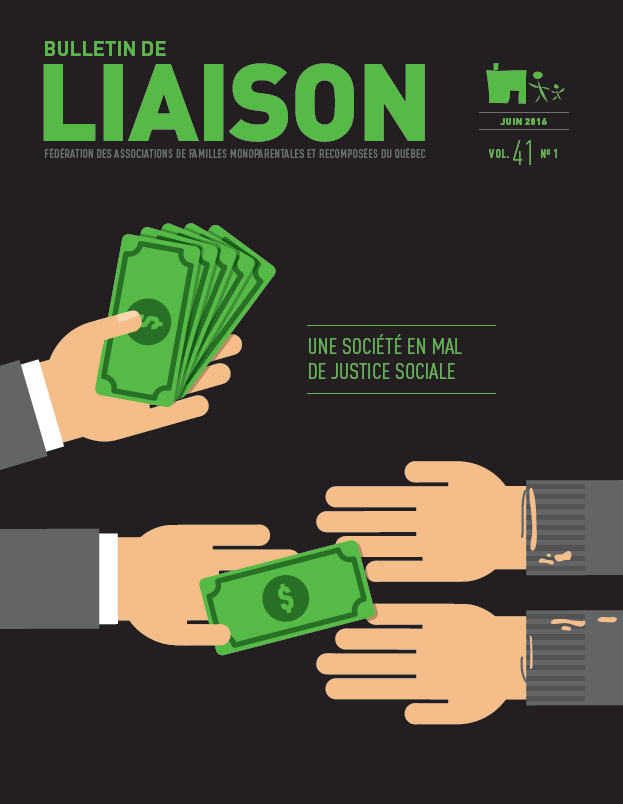 BULLETIN DE
LIAISON
FÉDÉRATION DES ASSOCIATIONS DE FAMILLES MONOPARENTALES ET RECOMPOSÉES DU QUÉBEC
JUIN 2016
VOL. 41 Nº 1
$
UNE SOCIÉTÉ EN MAL
DE JUSTICE SOCIALE
$